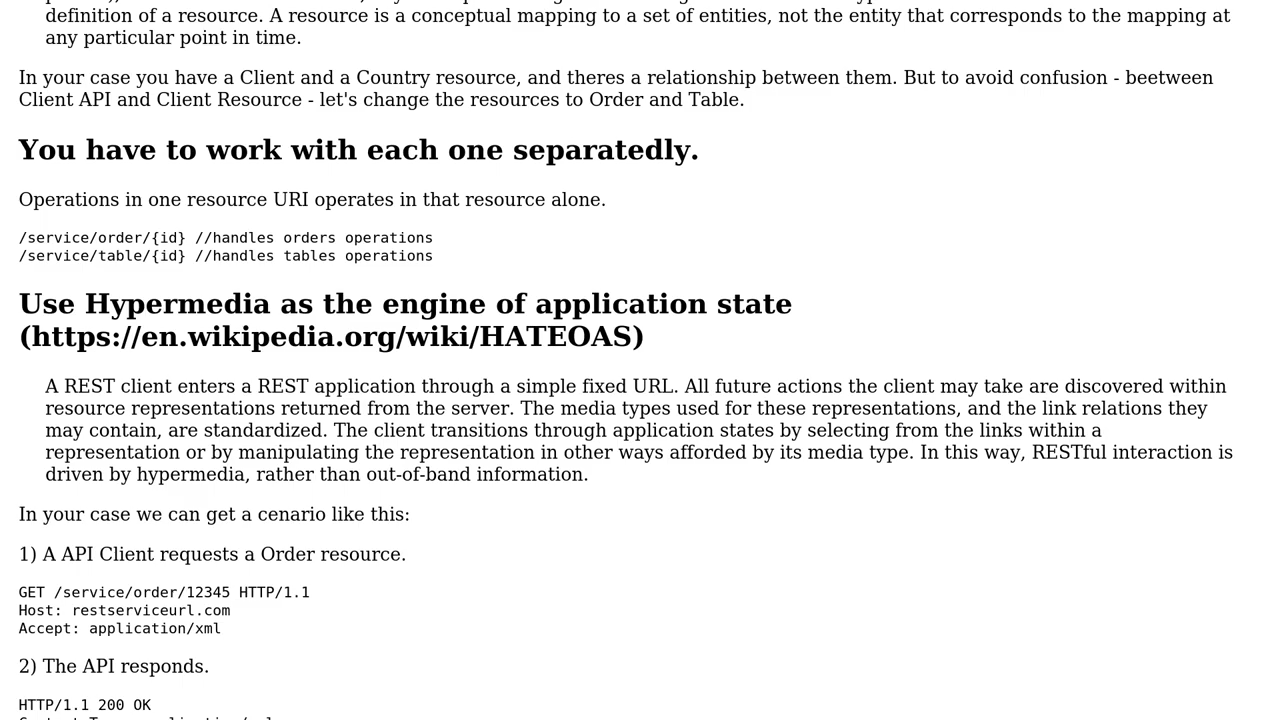 definition of a resource. A resource is a conceptual mapping to a set of entities, not the entity that corresponds to the mapping at
any particular point in time.
In your case you have a Client and a Country resource, and theres a relationship between them. But to avoid confusion - beetween
Client API and Client Resource - let's change the resources to Order and Table.
You have to work with each one separatedly.
Operations in one resource URI operates in that resource alone.
/service/order/{id} //handles orders operations
/service/table/{id} //handles tables operations
Use Hypermedia as the engine of application state
(https://en.wikipedia.org/wiki/HATEOAS)
A REST client enters a REST application through a simple fixed URL. All future actions the client may take are discovered within
resource representations returned from the server. The media types used for these representations, and the link relations they
may contain, are standardized. The client transitions through application states by selecting from the links within a
representation or by manipulating the representation in other ways afforded by its media type. In this way, RESTful interaction is
driven by hypermedia, rather than out-of-band information.
In your case we can get a cenario like this:
1) A API Client requests a Order resource.
GET /service/order/12345 HTTP/1.1
Host: restserviceurl.com
Accept: application/xml
2) The API responds.
HTTP/1.1 200 OK